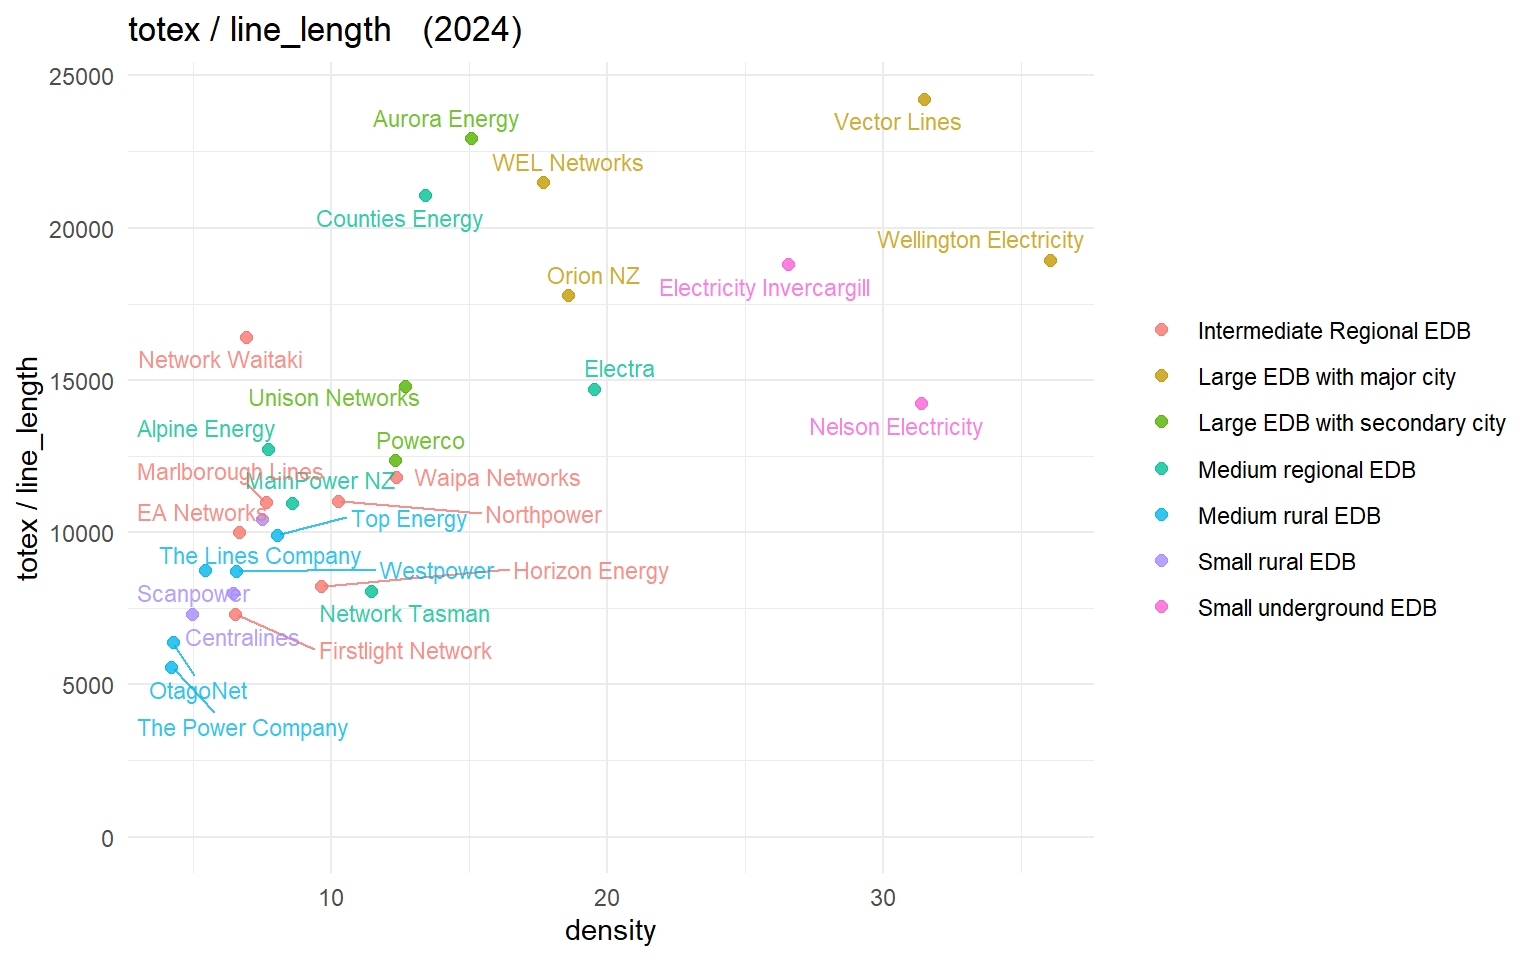 totex / line_length (2024)
totex / line_length
25000
20000
15000
10000
5000
0
Aurora Energy
Vector Lines
WEL Networks
Counties Energy
Wellington Electricity
Orion NZ
Electricity Invercargill
Network Waitaki
Electra
Unison Networks
Nelson Electricity
Alpine Energy
Powerco
Marlborough Lines
MainPower NZ
Waipa Networks
EA Networks
Northpower
Top Energy
The Lines Company
Westpower
Horizon Energy
Scanpower
Network Tasman
Centralines
Firstlight Network
OtagoNet
The Power Company
10
20
30
density
Intermediate Regional EDB
Large EDB with major city
Large EDB with secondary city
Medium regional EDB
Medium rural EDB
Small rural EDB
Small underground EDB